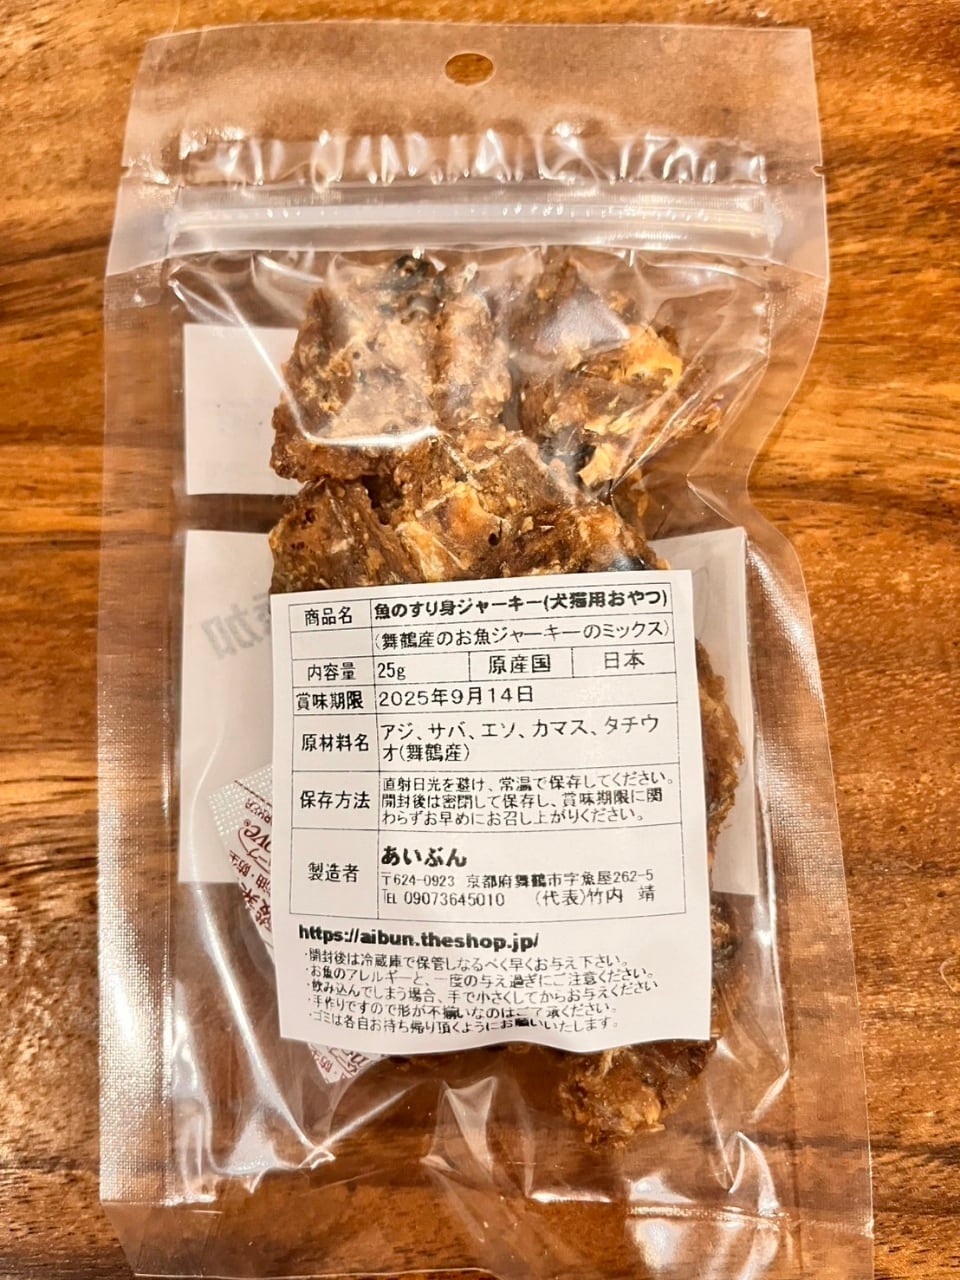 商品名 魚のすり身ジャーキー(犬猫用おやつ)
(舞鶴産のお魚ジャーキーのミックス)
内容量 25g 原産国 日本
賞味期限 2025年9月14日
原材料名 アジ、サバ、エソ、カマス、タチウ
オ(舞鶴産)
保存方法 直射日光を避け、常温で保存してください。
開封後は密閉して保存し、賞味期限に関
わらずお早めにお召し上がりください。
製造者 あいぶん
〒624-0923 京都府舞鶴市字魚屋262-5
TEL 09073645010 (代表)竹内 靖
https://aibun.theshop.jp/
・開封後は冷蔵庫で保管しなるべく早くお与え下さい。
・お魚のアレルギーと、一度の与え過ぎにご注意ください。
・飲み込んでしまう場合、手で小さくしてからお与えください
・手作りですので形が不揃いなのはご了承ください。
・ゴミは各自お持ち帰り頂くようにお願いいたします。